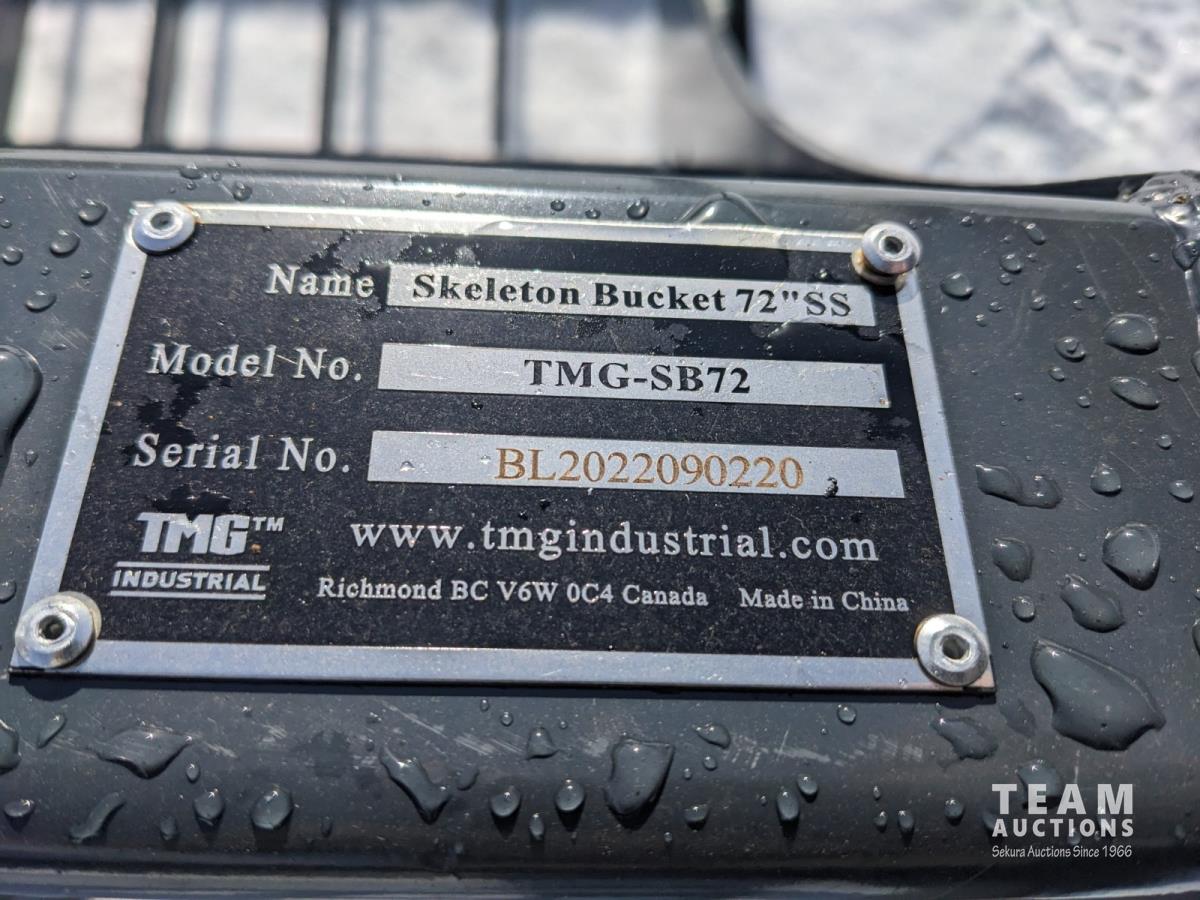 Name Skeleton Bucket 72"SS
Model No. TMG-SB72
Serial No. BL2022090220
TMG™ www.tmgindustrial.com
INDUSTRIAL Richmond BC V6W 0C4 Canada Made in China
TEAM
AUCTIONS
Sekura Auctions Since 1966